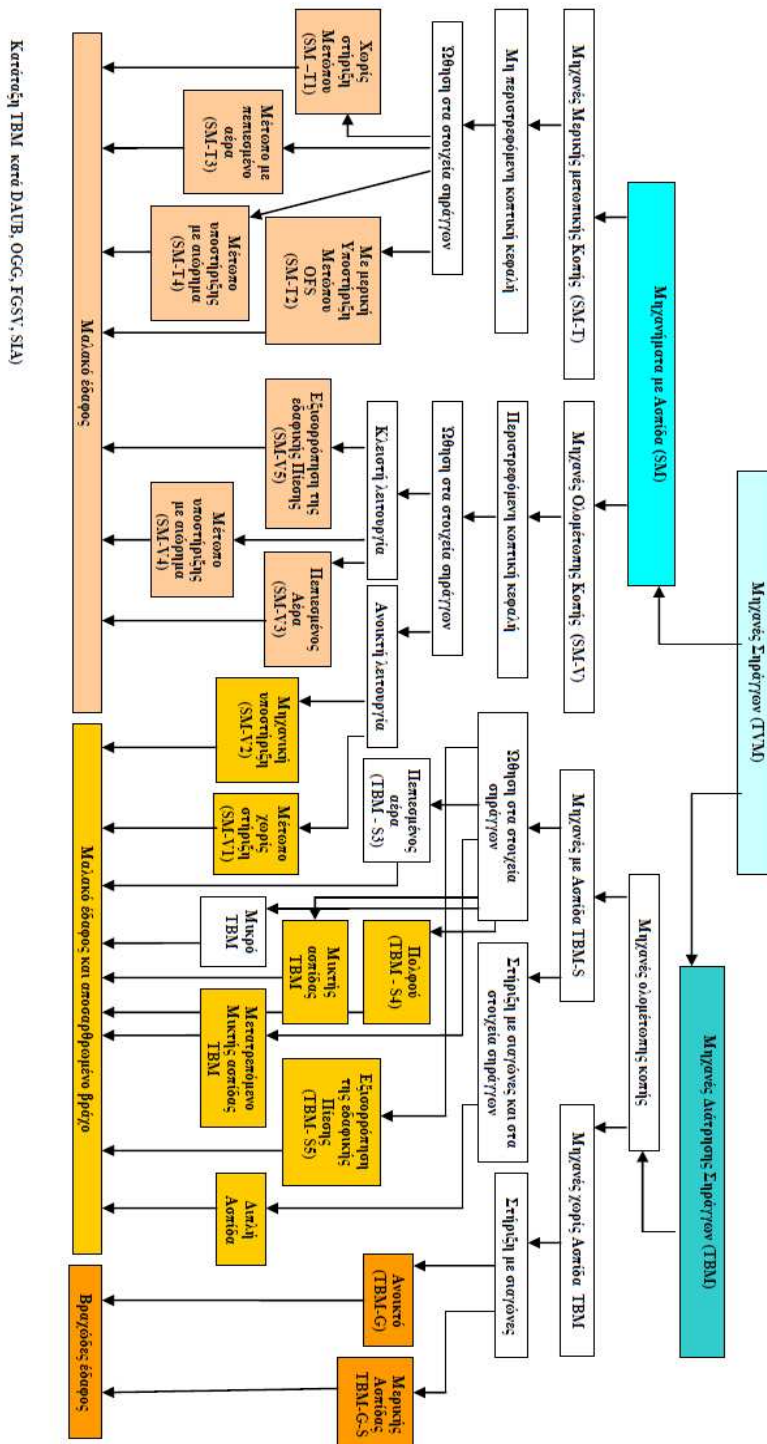 Μηχανές Σηράγγων (TVM)
Μηχανήματα με Ασπίδα (SM)
Μηχανές Διάτρησης Σηράγγων (TBM)
Μηχανές ολομέτωπης κοπής
Μηχανές Μερικής μετωπικής Κοπής (SM-T)
Μηχανές Ολομέτωπης Κοπής (SM-V)
Μηχανές με Ασπίδα TBM-S
Μηχανές χωρίς Ασπίδα TBM
Μη περιστρεφόμενη κοπτική κεφαλή
Περιστρεφόμενη κοπτική κεφαλή
Ώθηση στα στοιχεία σηράγγων
Ώθηση στα στοιχεία σηράγγων
Ώθηση στα στοιχεία
σηράγγων
Στήριξη με σιαγόνες και στα
στοιχεία σηράγγων
Στήριξη με σιαγόνες
Κλειστή λειτουργία
Ανοικτή λειτουργία
Χωρίς
στήριξη
Μετώπου
(SM –T1)
Μέτωπο με
πεπιεσμένο
αέρα
(SM-T3)
Μέτωπο
υποστήριξης
με αιώρημα
(SM-T4)
Με μερική
Υποστήριξη
Μετώπου
OFS
(SM-T2)
Εξισορρόπηση της
εδαφικής Πίεσης
(SM-V5)
Μέτωπο
υποστήριξης
με αιώρημα
(SM-V4)
Πεπιεσμένος
Αέρα
(SM-V3)
Μηχανική
υποστήριξη
(SM-V2)
Μέτωπο
χωρίς
στήριξη
(SM-V1)
Πεπιεσμένος
αέρα
(TBM - S3)
Μικρό
TBM
Μικτής
ασπίδας
TBM
Πολφού
(TBM - S4)
Μετατρεπόμενο
Μικτής ασπίδας
TBM
Εξισορρόπηση
της εδαφικής
Πίεσης
(TBM- S5)
Διπλή
Ασπίδα
Ανοικτό
(TBM-G)
Μερικής
Ασπίδας
TBM-G-S
Μαλακό έδαφος
Μαλακό έδαφος και αποσαρθρωμένο βράχο
Βραχώδες έδαφος
Κατάταξη TBM κατά DAUB, OGG, FGSV, SIA)